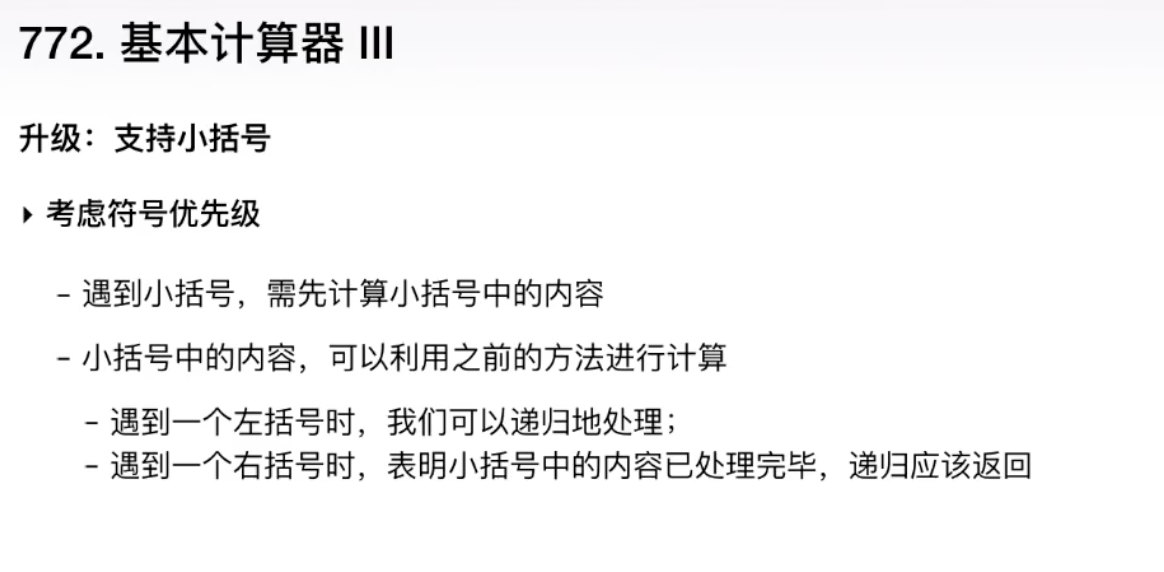 772. 基本计算器 III
升级：支持小括号
考虑符号优先级
– 遇到小括号，需先计算小括号中的内容
– 小括号中的内容，可以利用之前的方法进行计算
– 遇到一个左括号时，我们可以递归地处理；
– 遇到一个右括号时，表明小括号中的内容已处理完毕，递归应该返回